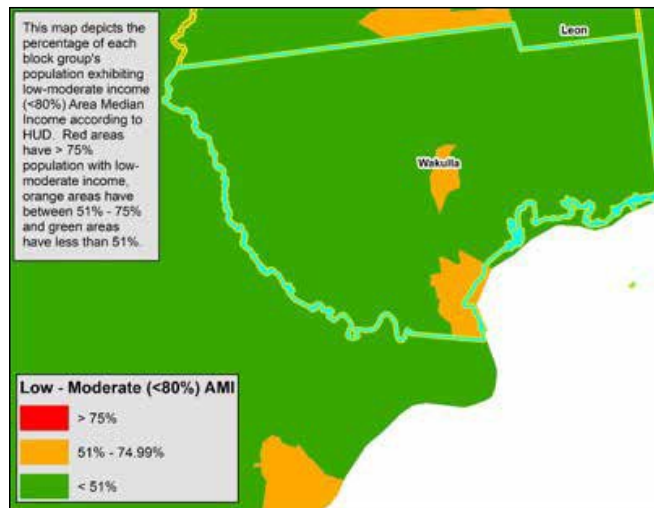 This map depicts the
percentage of each
block group's
population exhibiting
low-moderate income
(<80%) Area Median
Income according to
HUD. Red areas
have > 75%
population with low-
moderate income,
orange areas have
between 51% - 75%
and green areas
have less than 51%.
Leon
Wakulla
Low - Moderate (<80%) AMI
> 75%
51% - 74.99%
< 51%